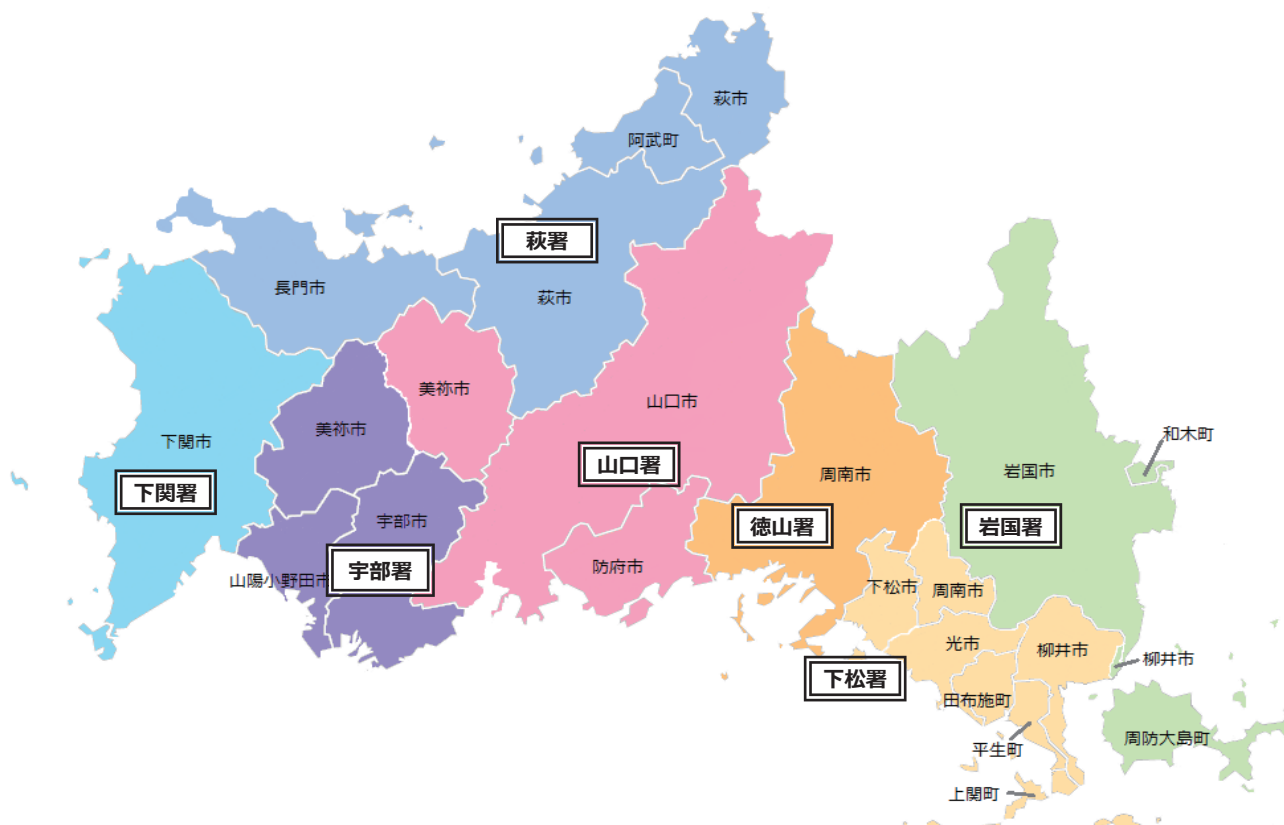 萩市
阿武町
萩署
長門市
萩市
美祢市
山口市
美祢市
下関市
和木町
岩国市
山口署
周南市
下関署
宇部市
徳山署
岩国署
防府市
宇部署
山陽小野田市
下松市
周南市
光市
柳井市
柳井市
下松署
田布施町
周防大島町
平生町
上関町